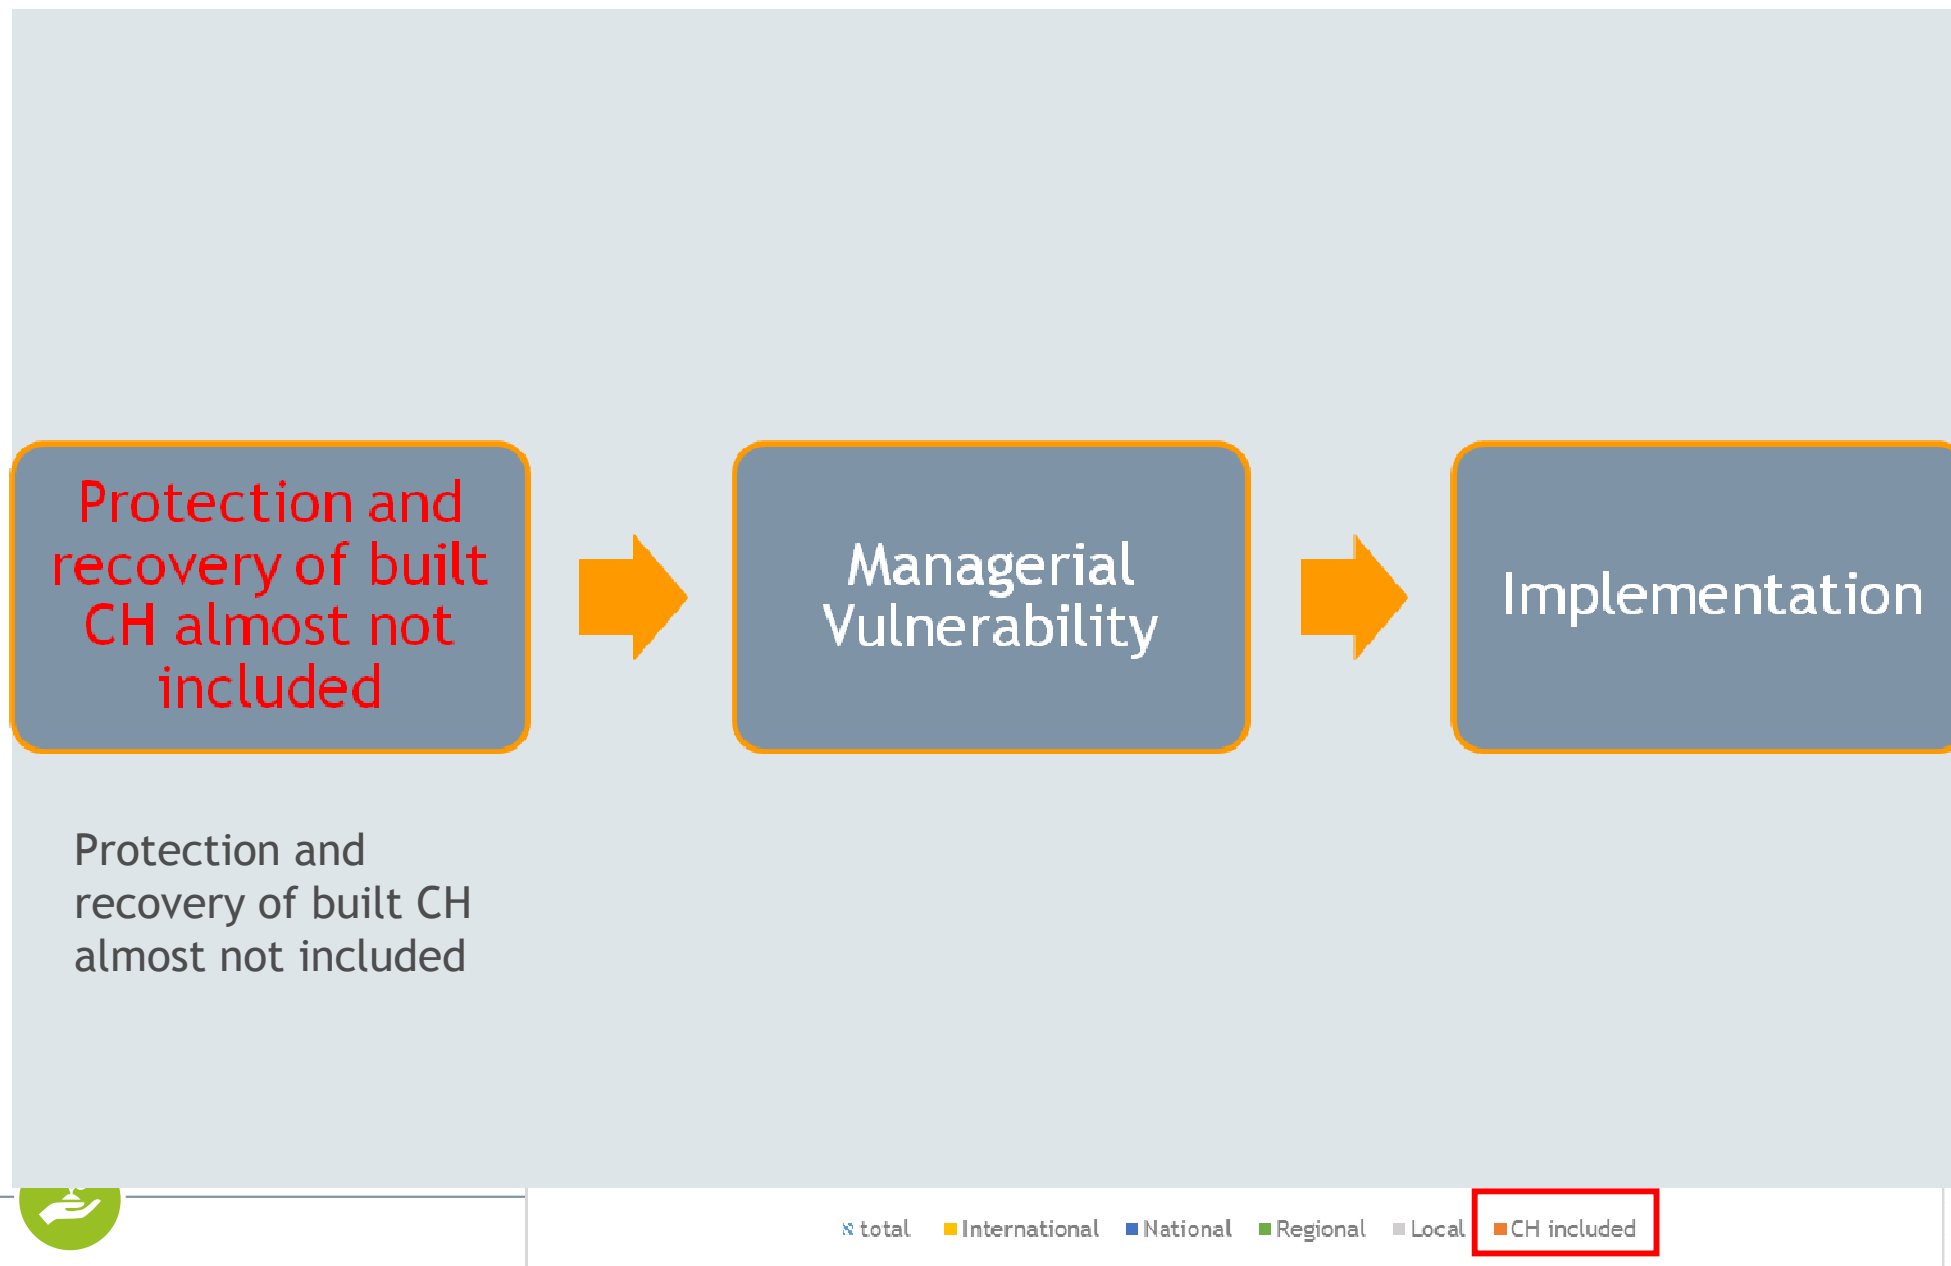 Protection and
recovery of built
CH almost not
included
Managerial
Vulnerability
Implementation
Protection and
recovery of built CH
almost not included
total International National Regional Local CH included